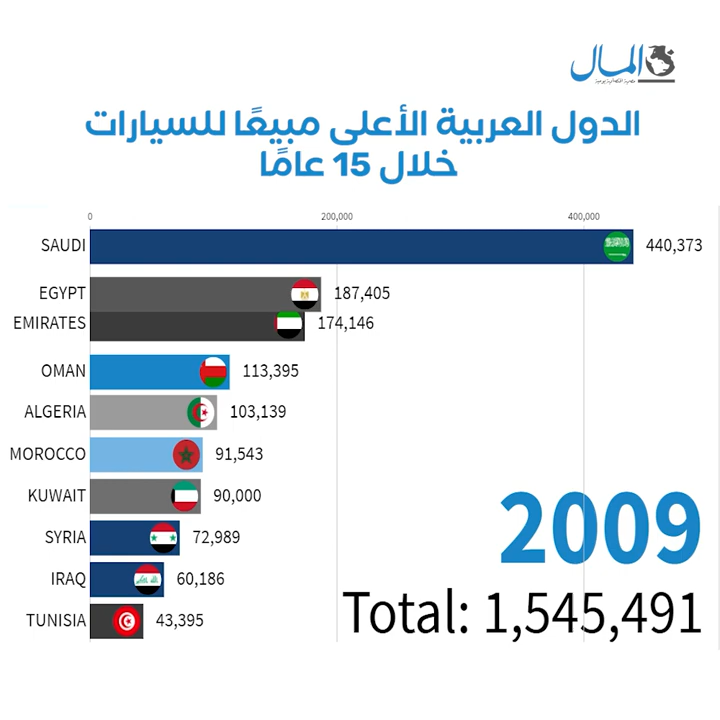 المال
الدول العربية الأعلى مبيعًا للسيارات
خلال 15 عامًا
0 200,000 400,000
SAUDI 440,373
EGYPT 187,405
EMIRATES 174,146
OMAN 113,395
ALGERIA 103,139
MOROCCO 91,543
KUWAIT 90,000
SYRIA 72,989
IRAQ 60,186
TUNISIA 43,395
2009
Total: 1,545,491